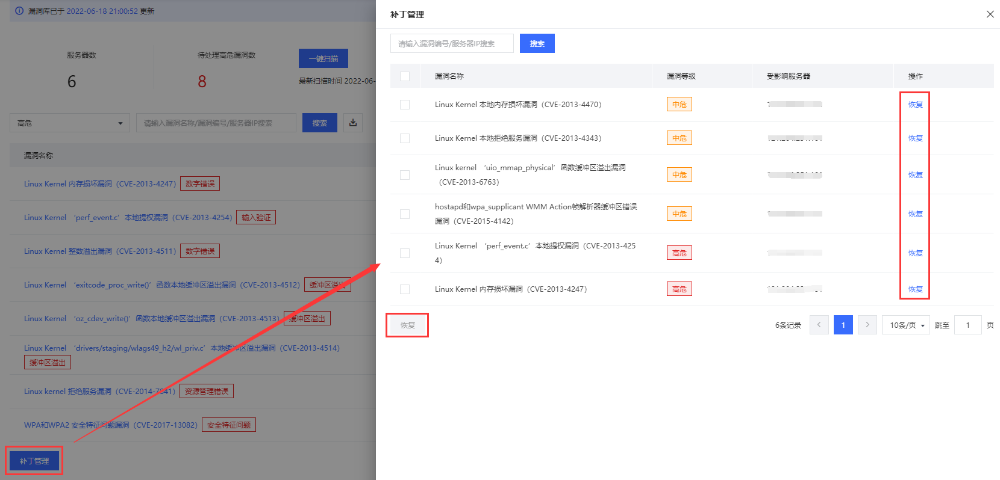 漏洞库已于 2022-06-18 21:00:52 更新
服务器数
待处理高危漏洞数
一键扫描
6
8
最新扫描时间 2022-06-
高危
请输入漏洞名称/漏洞编号/服务器IP搜索
搜索
漏洞名称
Linux Kernel 内存损坏漏洞（CVE-2013-4247） 数字错误
Linux Kernel ‘perf_event.c’ 本地提权漏洞（CVE-2013-4254） 输入验证
Linux Kernel 整数溢出漏洞（CVE-2013-4511） 数字错误
Linux Kernel ‘exitcode_proc_write()’ 函数本地缓冲区溢出漏洞（CVE-2013-4512） 缓冲区溢出
Linux Kernel ‘oz_cdev_write()’ 函数本地缓冲区溢出漏洞（CVE-2013-4513） 缓冲区溢出
Linux Kernel ‘drivers/staging/wlags49_h2/wl_priv.c’ 本地缓冲区溢出漏洞（CVE-2013-4514）
缓冲区溢出
Linux kernel 拒绝服务漏洞（CVE-2014-7841） 资源管理错误
WPA和WPA2 安全特征问题漏洞（CVE-2017-13082） 安全特征问题
补丁管理
补丁管理
请输入漏洞编号/服务器IP搜索
搜索
漏洞名称 漏洞等级 受影响服务器 操作
Linux Kernel 本地内存损坏漏洞（CVE-2013-4470） 中危 恢复
Linux Kernel 本地拒绝服务漏洞（CVE-2013-4343） 中危 恢复
Linux kernel ‘uio_mmap_physical’ 函数缓冲区溢出漏洞
（CVE-2013-6763） 中危 恢复
hostapd和wpa_supplicant WMM Action帧解析器缓冲区错误
漏洞（CVE-2015-4142） 中危 恢复
Linux Kernel ‘perf_event.c’ 本地提权漏洞（CVE-2013-425
4） 高危 恢复
Linux Kernel 内存损坏漏洞（CVE-2013-4247） 高危 恢复
恢复
6条记录 1 10条/页 跳至 1 页